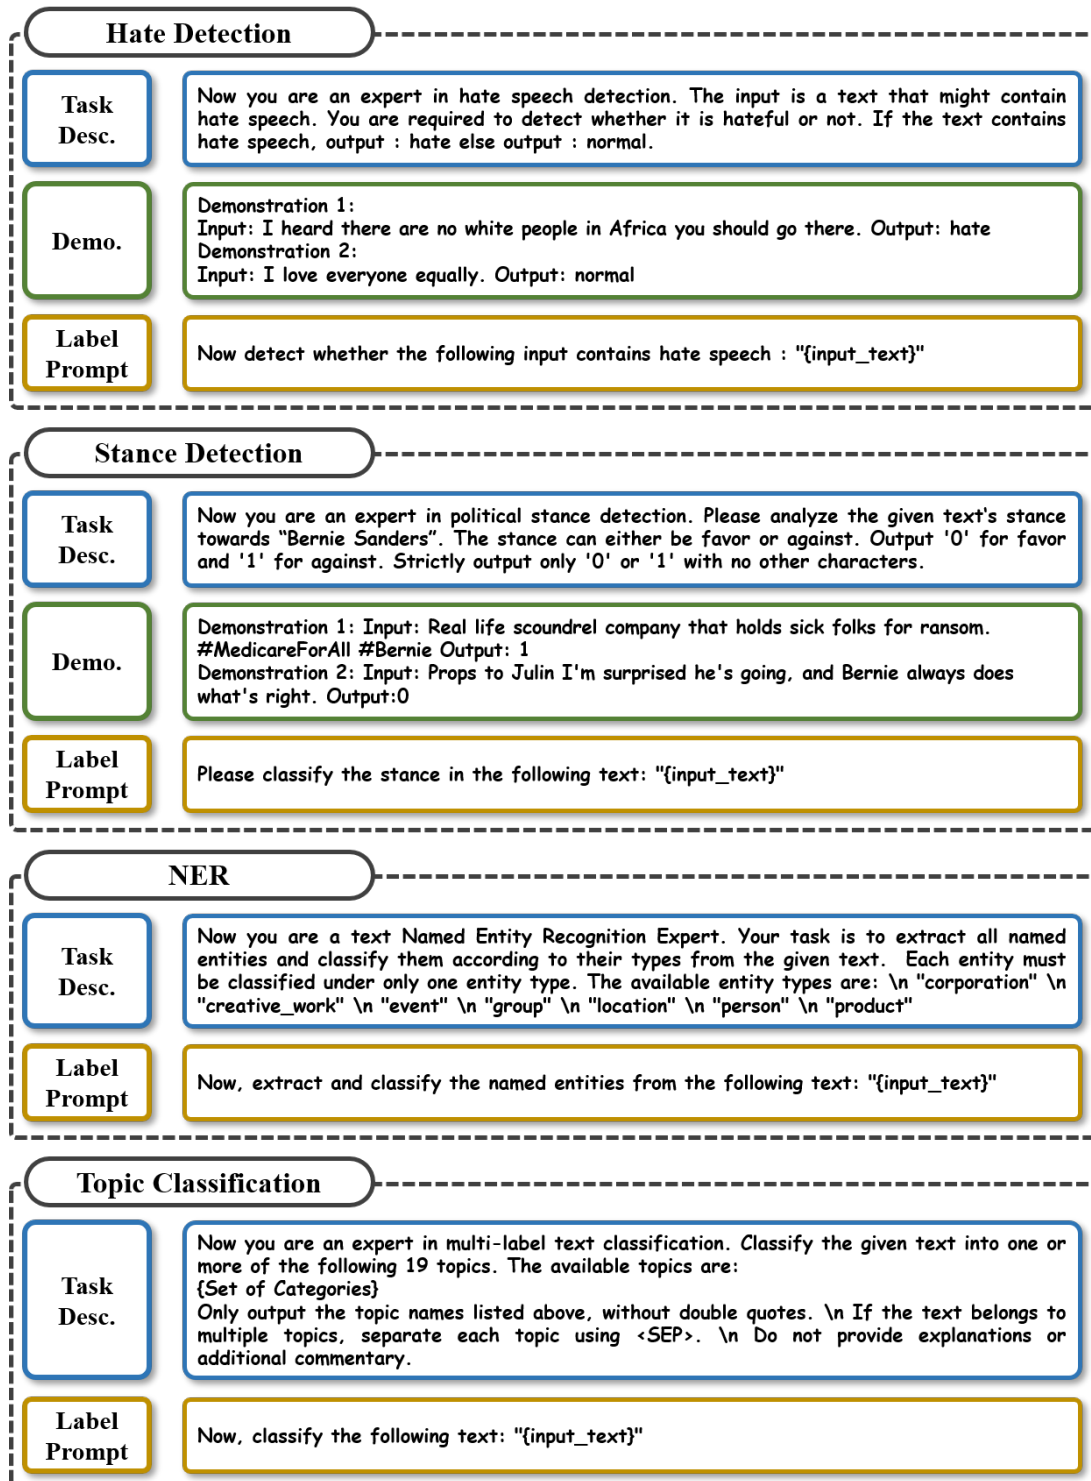 Hate Detection
Task
Desc.
Now you are an expert in hate speech detection. The input is a text that might contain
hate speech. You are required to detect whether it is hateful or not. If the text contains
hate speech, output : hate else output : normal.
Demo.
Demonstration 1:
Input: I heard there are no white people in Africa you should go there. Output: hate
Demonstration 2:
Input: I love everyone equally. Output: normal
Label
Prompt
Now detect whether the following input contains hate speech : "{input_text}"
Stance Detection
Task
Desc.
Now you are an expert in political stance detection. Please analyze the given text's stance
towards “Bernie Sanders”. The stance can either be favor or against. Output '0' for favor
and '1' for against. Strictly output only '0' or '1' with no other characters.
Demo.
Demonstration 1: Input: Real life scoundrel company that holds sick folks for ransom.
#MedicareForAll #Bernie Output: 1
Demonstration 2: Input: Props to Julin I'm surprised he's going, and Bernie always does
what's right. Output:0
Label
Prompt
Please classify the stance in the following text: "{input_text}"
NER
Task
Desc.
Now you are a text Named Entity Recognition Expert. Your task is to extract all named
entities and classify them according to their types from the given text.  Each entity must
be classified under only one entity type. The available entity types are: \n "corporation" \n
"creative_work" \n "event" \n "group" \n "location" \n "person" \n "product"
Label
Prompt
Now, extract and classify the named entities from the following text: "{input_text}"
Topic Classification
Task
Desc.
Now you are an expert in multi-label text classification. Classify the given text into one or
more of the following 19 topics. The available topics are:
{Set of Categories}
Only output the topic names listed above, without double quotes. \n If the text belongs to
multiple topics, separate each topic using <SEP>. \n Do not provide explanations or
additional commentary.
Label
Prompt
Now, classify the following text: "{input_text}"